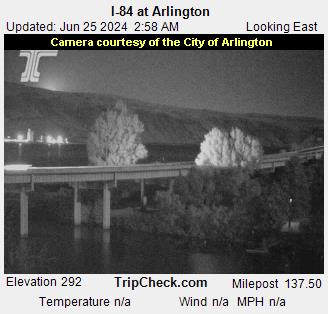 I-84 at Arlington
Updated: Jun 25 2024 2:58 AM Looking East
Camera courtesy of the City of Arlington
Elevation 292 TripCheck.com Milepost 137.50
Temperature n/a Wind n/a MPH n/a